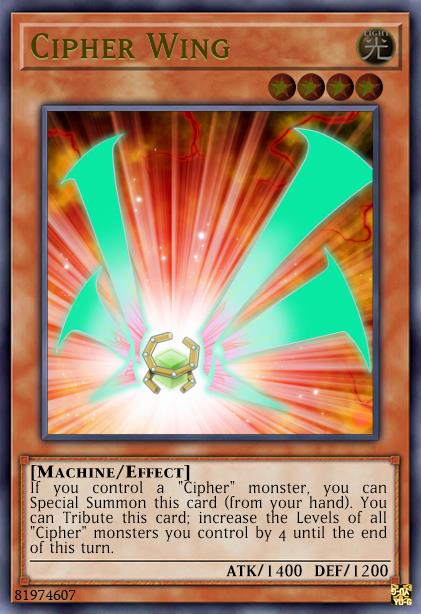 CIPHER WING
LIGHT
光
[MACHINE/EFFECT]
If you control a "Cipher" monster, you can
Special Summon this card (from your hand). You
can Tribute this card; increase the Levels of all
"Cipher" monsters you control by 4 until the end
of this turn.
ATK/1400 DEF/1200
81974607